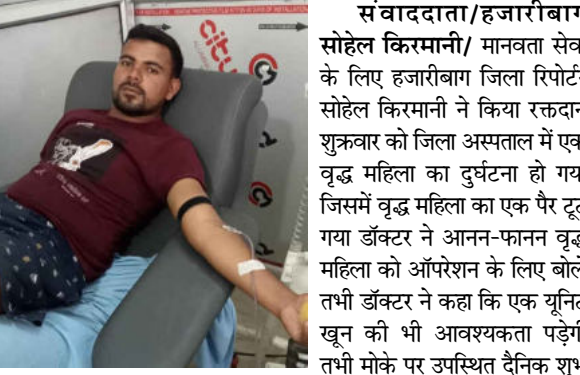 city
संवाददाता/हजारीबाग
सोहेल किरमानी/ मानवता सेवा
के लिए हजारीबाग जिला रिपोर्टर
सोहेल किरमानी ने किया रक्तदान
शुक्रवार को जिला अस्पताल में एक
वृद्ध महिला का दुर्घटना हो गया
जिसमें वृद्ध महिला का एक पैर टूट
गया डॉक्टर ने आनन-फानन वृद्ध
महिला को ऑपरेशन के लिए बोले
तभी डॉक्टर ने कहा कि एक यूनिट
खून की भी आवश्यकता पड़ेगी
तभी मोके पर उपस्थित दैनिक शुभ